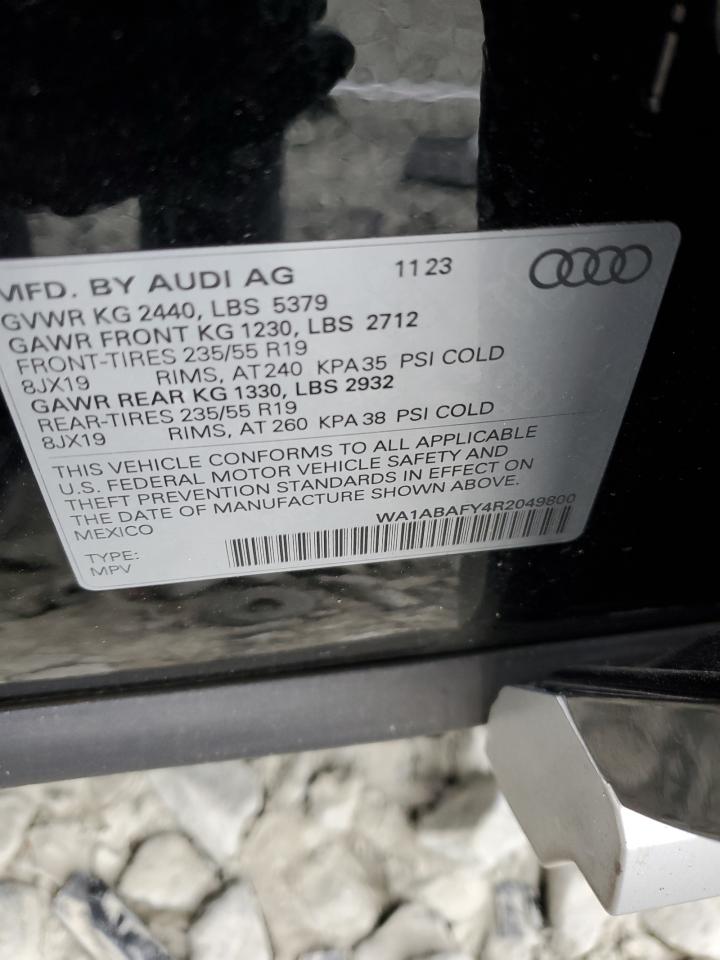 MFD. BY AUDI AG 11 23
GVWR KG 2440, LBS 5379
GAWR FRONT KG 1230, LBS 2712
FRONT-TIRES 235/55 R19
8JX19 RIMS, AT 240 KPA 35 PSI COLD
GAWR REAR KG 1330, LBS 2932
REAR-TIRES 235/55 R19
8JX19 RIMS, AT 260 KPA 38 PSI COLD
THIS VEHICLE CONFORMS TO ALL APPLICABLE
U.S. FEDERAL MOTOR VEHICLE SAFETY AND
THEFT PREVENTION STANDARDS IN EFFECT ON
THE DATE OF MANUFACTURE SHOWN ABOVE.
MEXICO WA1ABAFY4R2049800
TYPE:
MPV